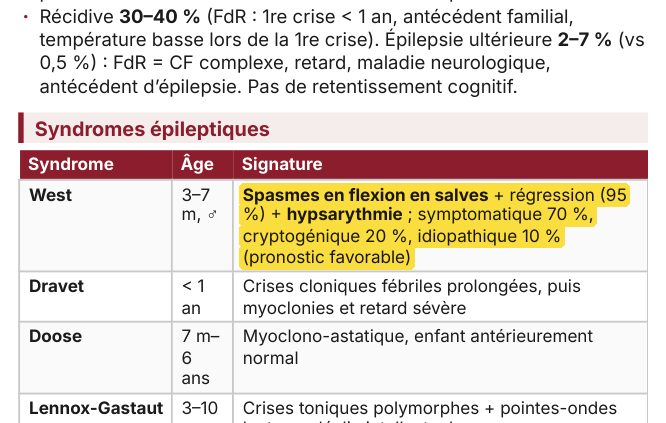 · Récidive 30–40 % (FdR : 1re crise < 1 an, antécédent familial,
température basse lors de la 1re crise). Épilepsie ultérieure 2–7 % (vs
0,5 %) : FdR = CF complexe, retard, maladie neurologique,
antécédent d’épilepsie. Pas de retentissement cognitif.
Syndromes épileptiques
Syndrome Âge Signature
West 3–7 Spasmes en flexion en salves + régression (95
m, ♂ %) + hypsarythmie ; symptomatique 70 %,
cryptogénique 20 %, idiopathique 10 %
(pronostic favorable)
Dravet < 1 Crises cloniques fébriles prolongées, puis
an myoclonies et retard sévère
Doose 7 m– Myoclono-astatique, enfant antérieurement
6 normal
ans
Lennox-Gastaut 3–10 Crises toniques polymorphes + pointes-ondes